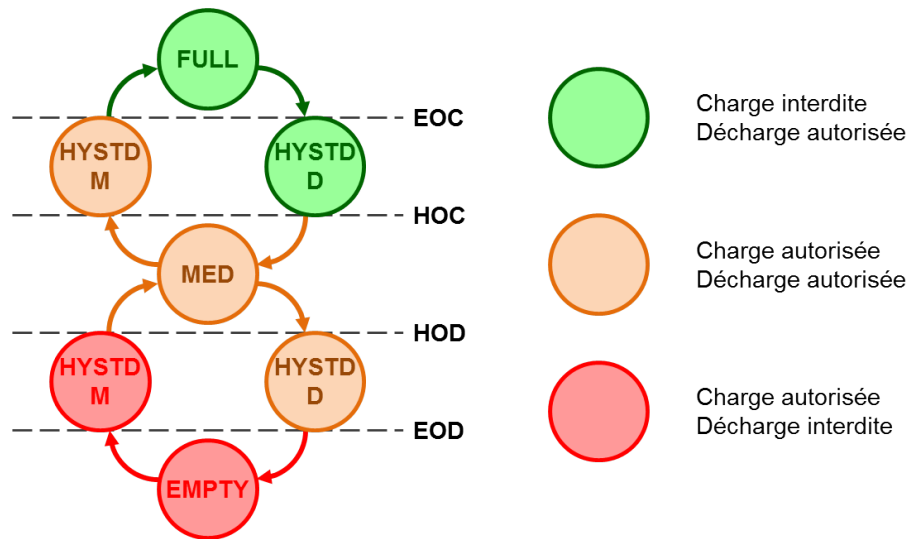 FULL
EOC
HYSTD
M
HYSTD
D
HOC
MED
HOD
HYSTD
M
HYSTD
D
EOD
EMPTY
Charge interdite
Décharge autorisée
Charge autorisée
Décharge autorisée
Charge autorisée
Décharge interdite